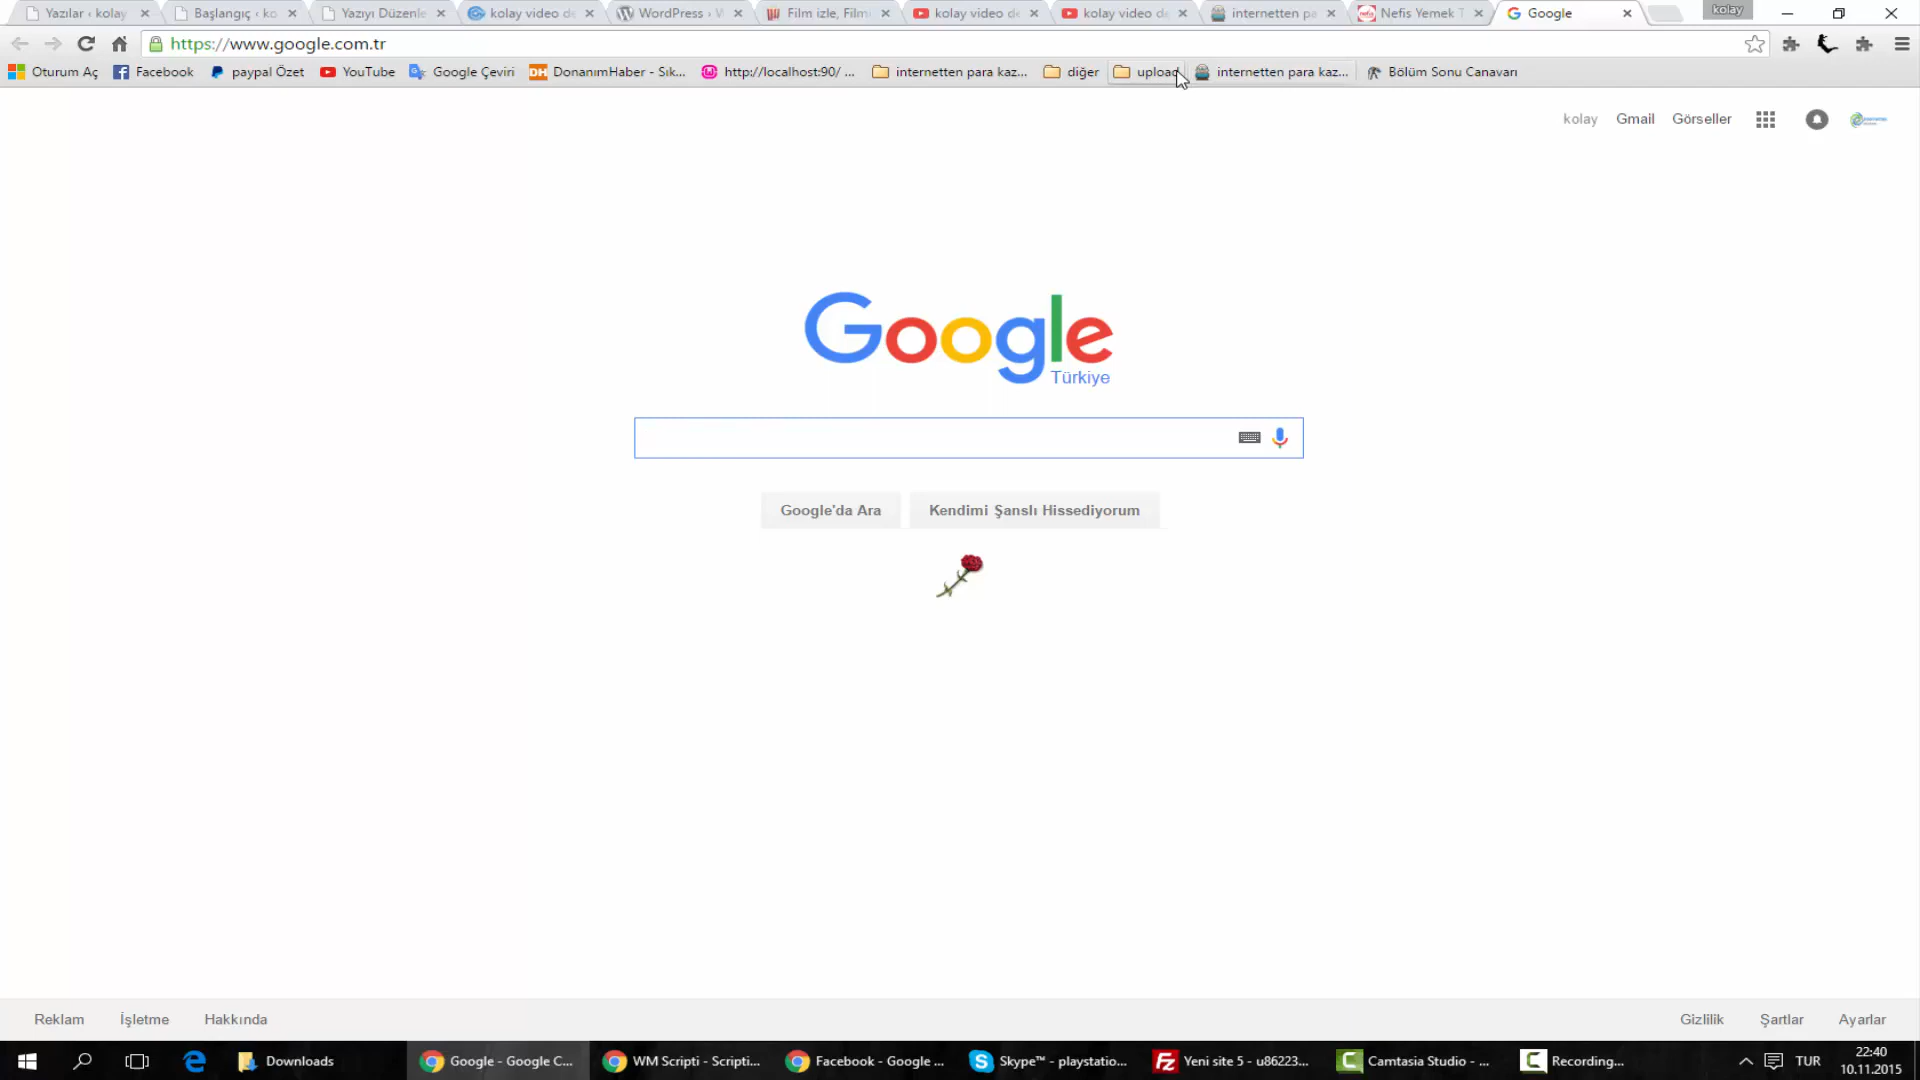 Yazılar ‹ kolay
Başlangıç ‹ ko
Yazıyı Düzenle
kolay video de
WordPress ›
Film izle, Film
kolay video de
kolay video de
internetten pa
Nefis Yemek T
Google
kolay
https://www.google.com.tr
Oturum Aç
Facebook
paypal Özet
YouTube
Google Çeviri
DH DonanımHaber - Sık...
http://localhost:90/ ...
internetten para kaz...
diğer
upload
internetten para kaz...
Bölüm Sonu Canavarı
kolay
Gmail
Görseller
Google
Türkiye
Google'da Ara
Kendimi Şanslı Hissediyorum
Reklam
İşletme
Hakkında
Gizlilik
Şartlar
Ayarlar
Downloads
Google - Google C...
WM Scripti - Scripti...
Facebook - Google ...
Skype™ - playstatio...
Yeni site 5 - u86223...
Camtasia Studio - ...
Recording...
TUR
22:40
10.11.2015